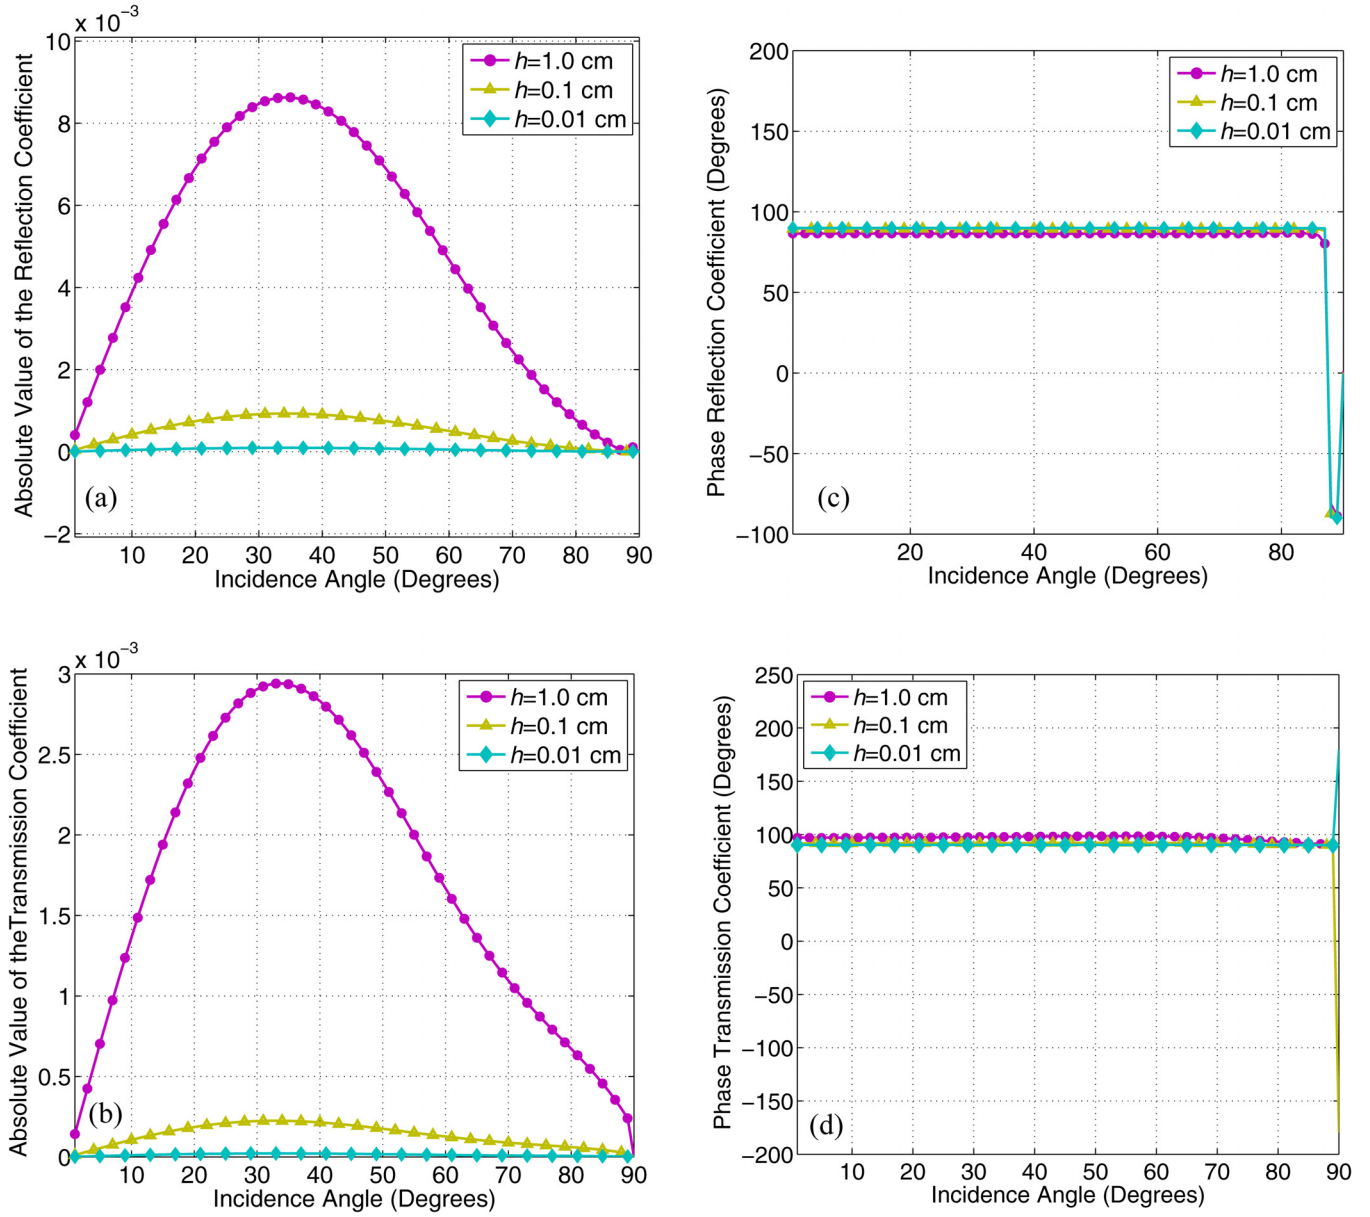 x 10⁻³
Absolute Value of the Reflection Coefficient
10
8
6
4
2
0
−2
h=1.0 cm
h=0.1 cm
h=0.01 cm
(a)
10 20 30 40 50 60 70 80 90
Incidence Angle (Degrees)
Phase Reflection Coefficient (Degrees)
200
150
100
50
0
−50
−100
h=1.0 cm
h=0.1 cm
h=0.01 cm
(c)
20 40 60 80
Incidence Angle (Degrees)
x 10⁻³
Absolute Value of theTransmission Coefficient
3
2.5
2
1.5
1
0.5
0
h=1.0 cm
h=0.1 cm
h=0.01 cm
(b)
10 20 30 40 50 60 70 80 90
Incidence Angle (Degrees)
Phase Transmission Coefficient (Degrees)
250
200
150
100
50
0
−50
−100
−150
−200
h=1.0 cm
h=0.1 cm
h=0.01 cm
(d)
10 20 30 40 50 60 70 80 90
Incidence Angle (Degrees)